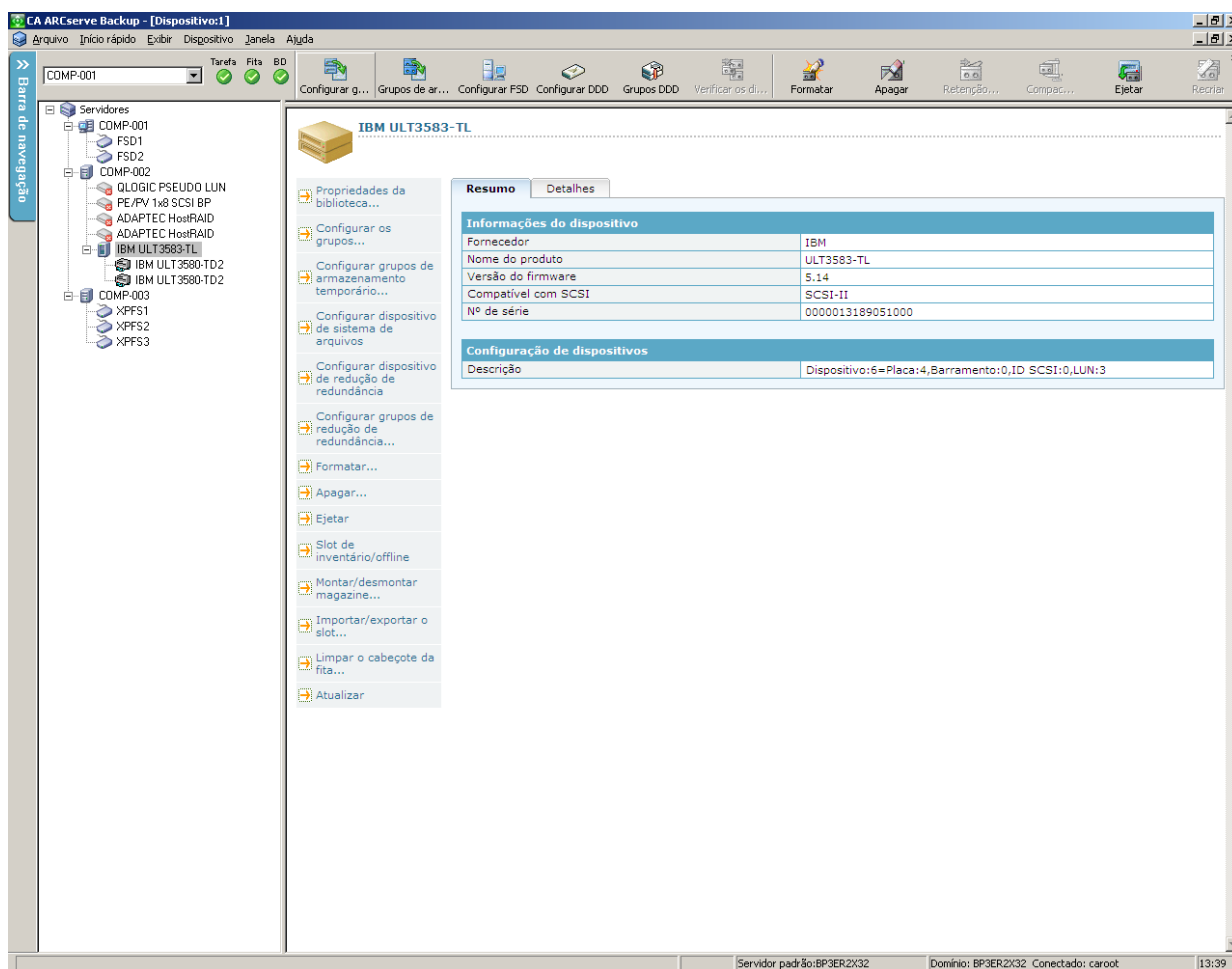 CA ARCserve Backup - [Dispositivo:1]
Arquivo Início rápido Exibir Dispositivo Janela Ajuda
Barra de navegação
COMP-001
Tarefa Fita BD
Configurar g... Grupos de ar... Configurar FSD Configurar DDD Grupos DDD Verificar os di... Formatar Apagar Retenção... Compac... Ejetar Recriar
Servidores
COMP-001
FSD1
FSD2
COMP-002
QLOGIC PSEUDO LUN
PE/PV 1x8 SCSI BP
ADAPTEC HostRAID
ADAPTEC HostRAID
IBM ULT3583-TL
IBM ULT3580-TD2
IBM ULT3580-TD2
COMP-003
XPFS1
XPFS2
XPFS3
IBM ULT3583-TL
Propriedades da
biblioteca...
Configurar os
grupos...
Configurar grupos de
armazenamento
temporário...
Configurar dispositivo
de sistema de
arquivos
Configurar dispositivo
de redução de
redundância
Configurar grupos de
redução de
redundância...
Formatar...
Apagar...
Ejetar
Slot de
inventário/offline
Montar/desmontar
magazine...
Importar/exportar o
slot...
Limpar o cabeçote da
fita...
Atualizar
Resumo Detalhes
Informações do dispositivo
Fornecedor IBM
Nome do produto ULT3583-TL
Versão do firmware 5.14
Compatível com SCSI SCSI-II
Nº de série 0000013189051000
Configuração de dispositivos
Descrição Dispositivo:6=Placa:4,Barramento:0,ID SCSI:0,LUN:3
Servidor padrão:BP3ER2X32 Domínio: BP3ER2X32 Conectado: caroot 13:39